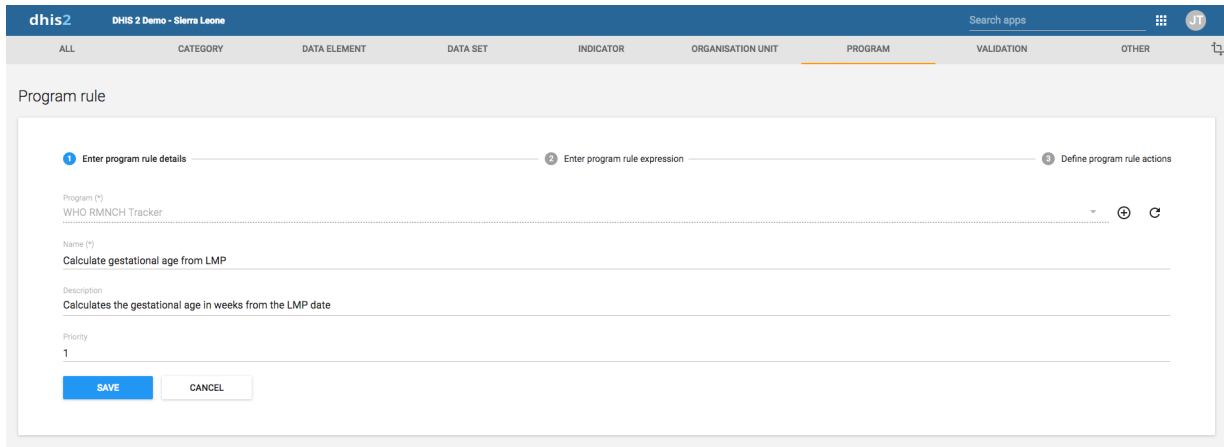 dhis2 DHIS 2 Demo - Sierra Leone Search apps JT
ALL CATEGORY DATA ELEMENT DATA SET INDICATOR ORGANISATION UNIT PROGRAM VALIDATION OTHER
Program rule
1 Enter program rule details 2 Enter program rule expression 3 Define program rule actions
Program (*)
WHO RMNCH Tracker
Name (*)
Calculate gestational age from LMP
Description
Calculates the gestational age in weeks from the LMP date
Priority
1
SAVE CANCEL